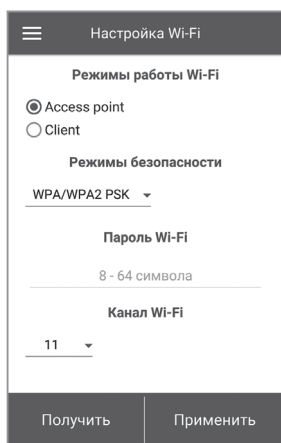 Настройка Wi-Fi
Режимы работы Wi-Fi
Access point
Client
Режимы безопасности
WPA/WPA2 PSK
Пароль Wi-Fi
8 - 64 символа
Канал Wi-Fi
11
Получить
Применить